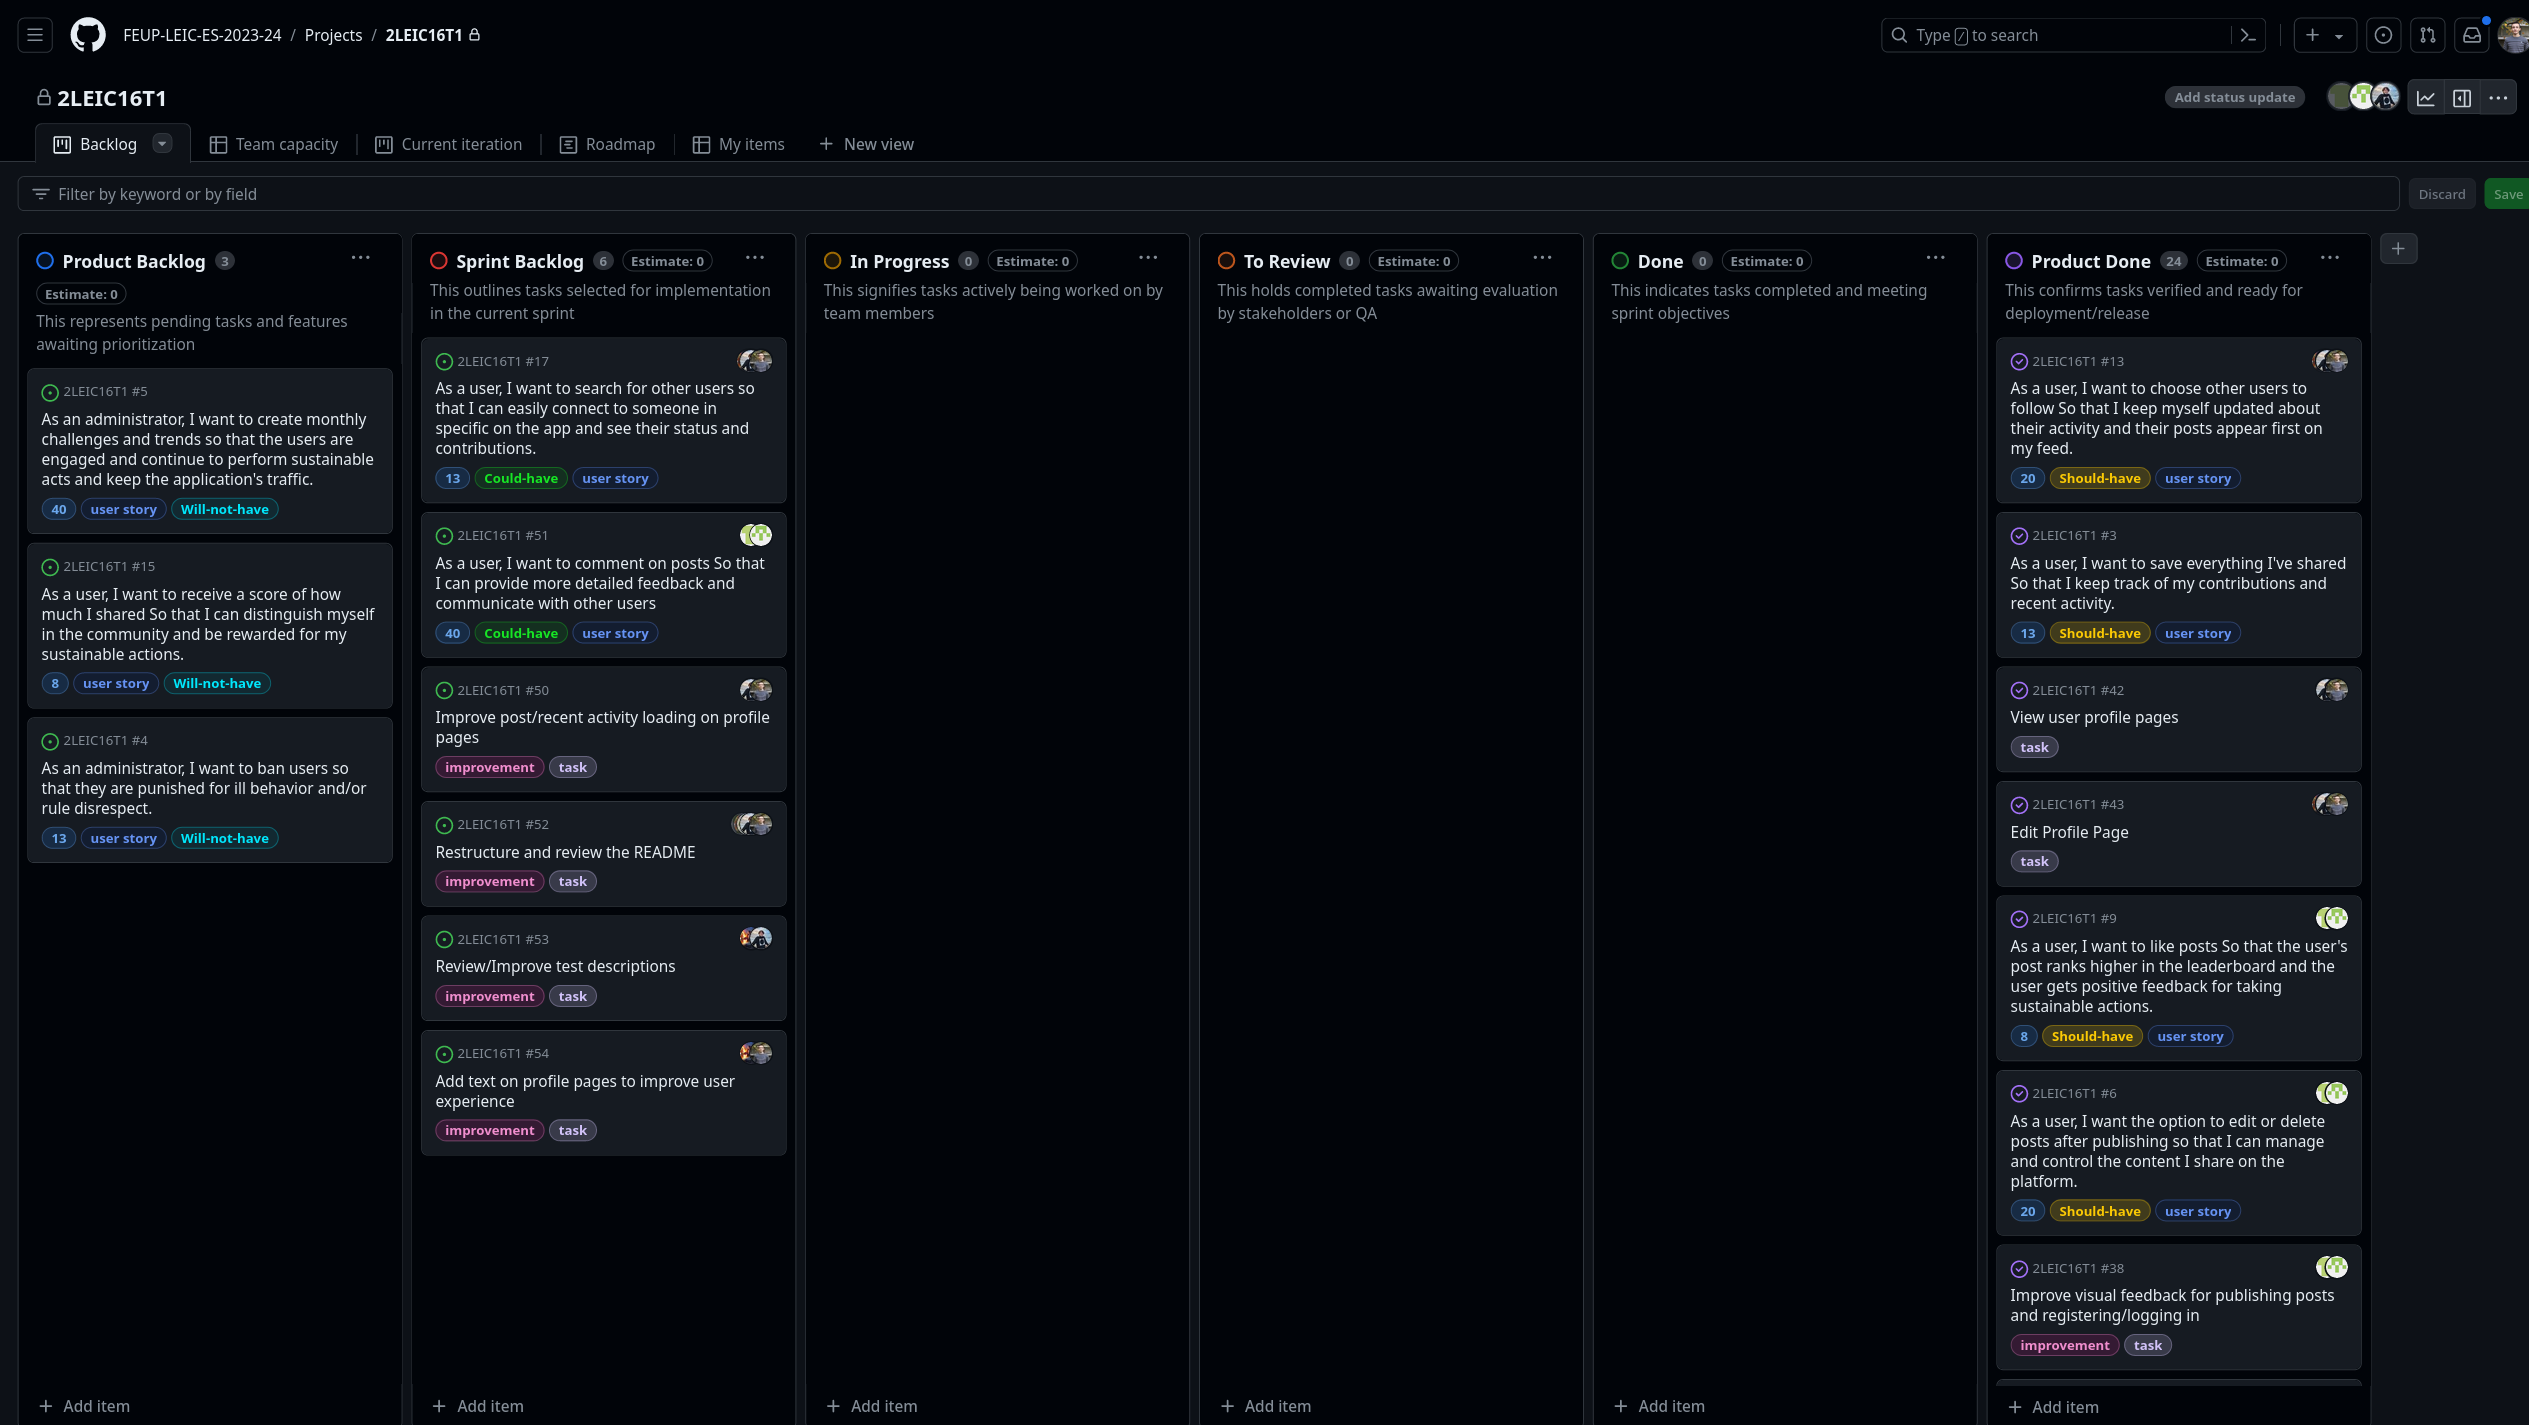 FEUP-LEIC-ES-2023-24 / Projects / 2LEIC16T1
Type / to search
2LEIC16T1
Add status update
Backlog
Team capacity
Current iteration
Roadmap
My items
New view
Filter by keyword or by field
Discard
Save
Product Backlog 3
Estimate: 0
This represents pending tasks and features
awaiting prioritization
2LEIC16T1 #5
As an administrator, I want to create monthly
challenges and trends so that the users are
engaged and continue to perform sustainable
acts and keep the application's traffic.
40 user story Will-not-have
2LEIC16T1 #15
As a user, I want to receive a score of how
much I shared So that I can distinguish myself
in the community and be rewarded for my
sustainable actions.
8 user story Will-not-have
2LEIC16T1 #4
As an administrator, I want to ban users so
that they are punished for ill behavior and/or
rule disrespect.
13 user story Will-not-have
Add item
Sprint Backlog 6 Estimate: 0
This outlines tasks selected for implementation
in the current sprint
2LEIC16T1 #17
As a user, I want to search for other users so
that I can easily connect to someone in
specific on the app and see their status and
contributions.
13 Could-have user story
2LEIC16T1 #51
As a user, I want to comment on posts So that
I can provide more detailed feedback and
communicate with other users
40 Could-have user story
2LEIC16T1 #50
Improve post/recent activity loading on profile
pages
improvement task
2LEIC16T1 #52
Restructure and review the README
improvement task
2LEIC16T1 #53
Review/Improve test descriptions
improvement task
2LEIC16T1 #54
Add text on profile pages to improve user
experience
improvement task
Add item
In Progress 0 Estimate: 0
This signifies tasks actively being worked on by
team members
Add item
To Review 0 Estimate: 0
This holds completed tasks awaiting evaluation
by stakeholders or QA
Add item
Done 0 Estimate: 0
This indicates tasks completed and meeting
sprint objectives
Add item
Product Done 24 Estimate: 0
This confirms tasks verified and ready for
deployment/release
2LEIC16T1 #13
As a user, I want to choose other users to
follow So that I keep myself updated about
their activity and their posts appear first on
my feed.
20 Should-have user story
2LEIC16T1 #3
As a user, I want to save everything I've shared
So that I keep track of my contributions and
recent activity.
13 Should-have user story
2LEIC16T1 #42
View user profile pages
task
2LEIC16T1 #43
Edit Profile Page
task
2LEIC16T1 #9
As a user, I want to like posts So that the user's
post ranks higher in the leaderboard and the
user gets positive feedback for taking
sustainable actions.
8 Should-have user story
2LEIC16T1 #6
As a user, I want the option to edit or delete
posts after publishing so that I can manage
and control the content I share on the
platform.
20 Should-have user story
2LEIC16T1 #38
Improve visual feedback for publishing posts
and registering/logging in
improvement task
Add item